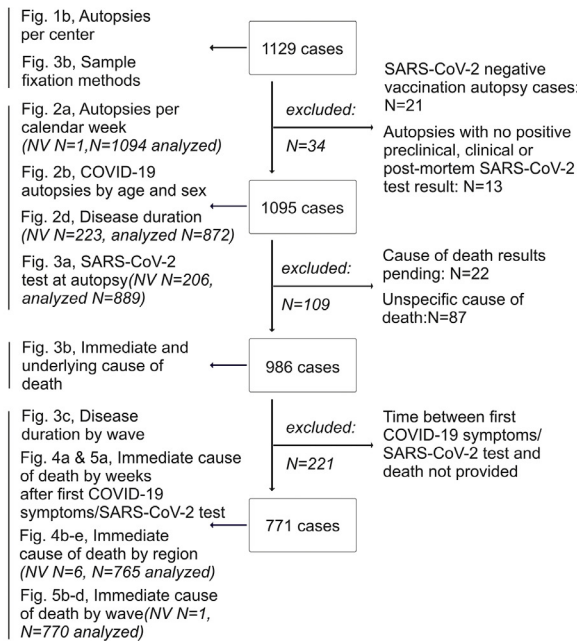 Fig. 1b, Autopsies
per center
Fig. 3b, Sample
fixation methods
1129 cases
excluded:
N=34
SARS-CoV-2 negative
vaccination autopsy cases:
N=21
Autopsies with no positive
preclinical, clinical or
post-mortem SARS-CoV-2
test result: N=13
Fig. 2a, Autopsies per
calendar week
(NV N=1,N=1094 analyzed)
Fig. 2b, COVID-19
autopsies by age and sex
Fig. 2d, Disease duration
(NV N=223, analyzed N=872)
Fig. 3a, SARS-CoV-2
test at autopsy(NV N=206,
analyzed N=889)
1095 cases
excluded:
N=109
Cause of death results
pending: N=22
Unspecific cause of
death:N=87
Fig. 3b, Immediate and
underlying cause of
death
986 cases
excluded:
N=221
Time between first
COVID-19 symptoms/
SARS-CoV-2 test and
death not provided
Fig. 3c, Disease
duration by wave
Fig. 4a & 5a, Immediate cause
of death by weeks
after first COVID-19
symptoms/SARS-CoV-2 test
Fig. 4b-e, Immediate
cause of death by region
(NV N=6, N=765 analyzed)
Fig. 5b-d, Immediate cause
of death by wave(NV N=1,
N=770 analyzed)
771 cases